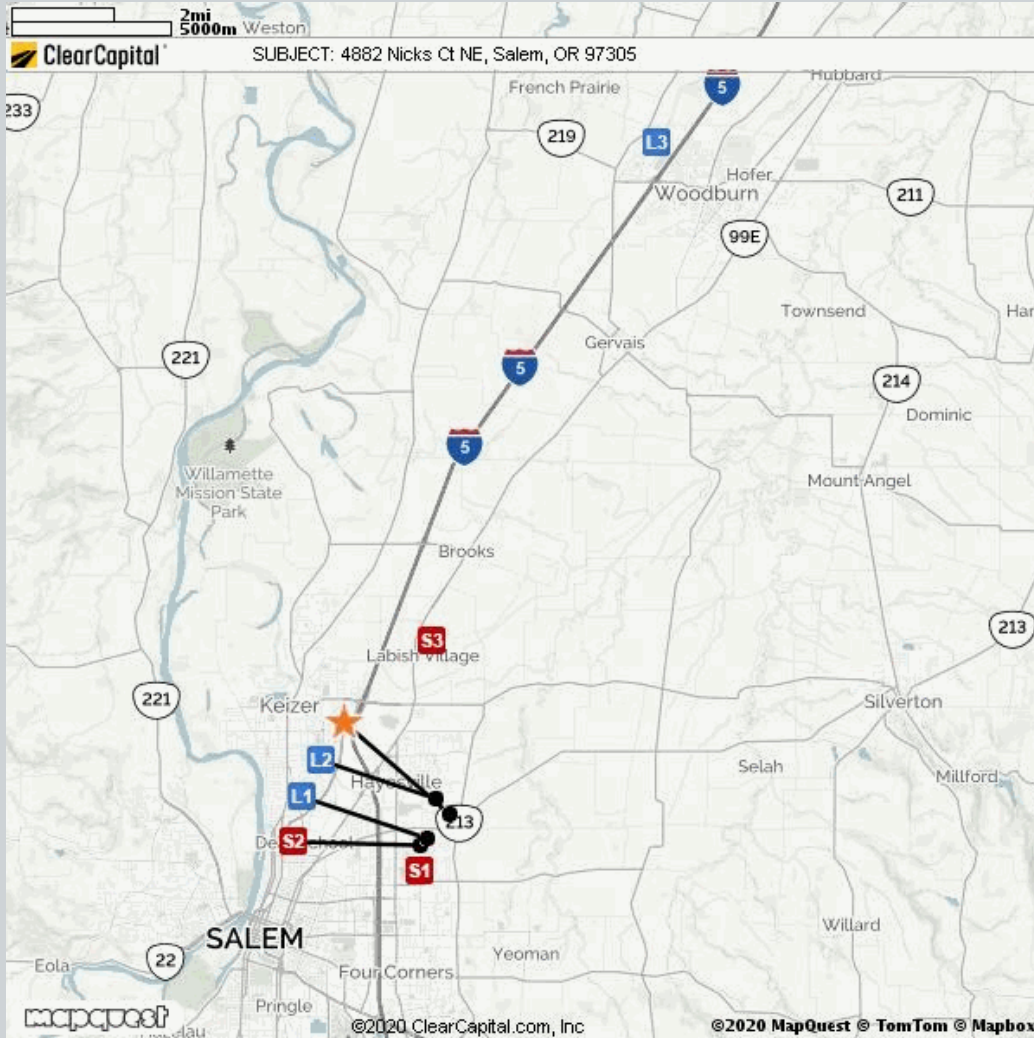 2mi
5000m
Weston
ClearCapital
SUBJECT: 4882 Nicks Ct NE, Salem, OR 97305
5
Hubbard
French Prairie
233
219
L3
Hofer
Woodburn
211
99E
Townsend
Har
221
Gervais
5
214
Dominic
5
Willamette
Mission State
Park
Mount Angel
Brooks
213
S3
Labish Village
221
Keizer
Silverton
L2
Selah
Hayesville
Millford
L1
213
S2
S1
SALEM
Willard
22
Yeoman
Eola
Four Corners
Pringle
mapquest
©2020 ClearCapital.com, Inc
©2020 MapQuest © TomTom © Mapbox